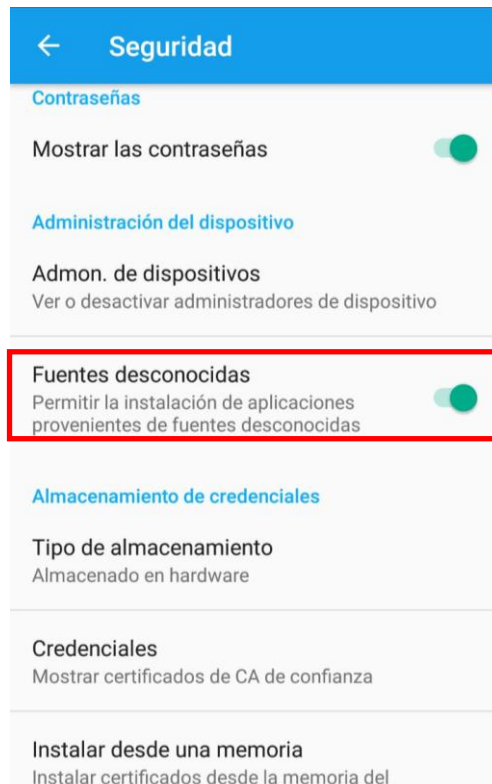 Seguridad
Contraseñas
Mostrar las contraseñas
Administración del dispositivo
Admon. de dispositivos
Ver o desactivar administradores de dispositivo
Fuentes desconocidas
Permitir la instalación de aplicaciones
provenientes de fuentes desconocidas
Almacenamiento de credenciales
Tipo de almacenamiento
Almacenado en hardware
Credenciales
Mostrar certificados de CA de confianza
Instalar desde una memoria
Instalar certificados desde la memoria del